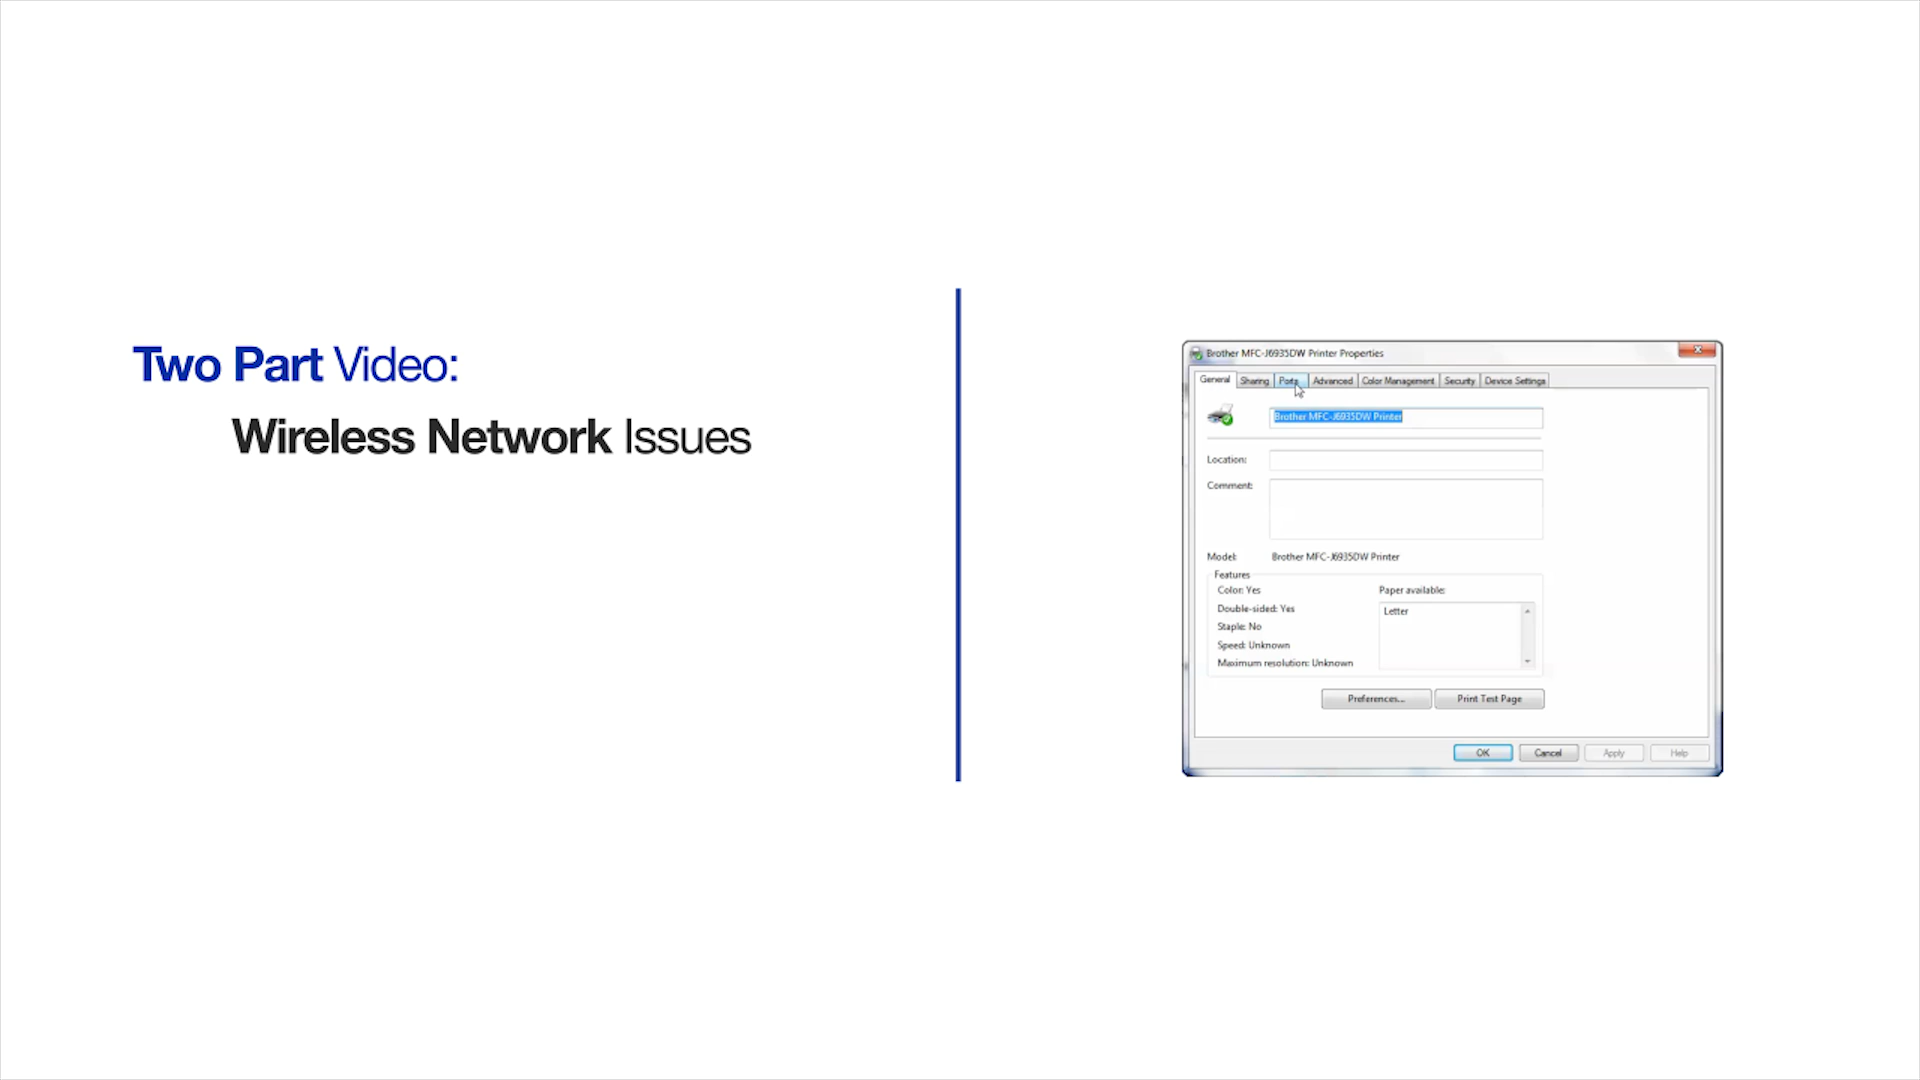 Two Part Video:
Wireless Network Issues
Brother MFC-J6935DW Printer Properties
General Sharing Ports Advanced Color Management Security Device Settings
Brother MFC-J6935DW Printer
Location:
Comment:
Model: Brother MFC-J6935DW Printer
Features
Color: Yes
Paper available:
Double-sided: Yes
Letter
Staple: No
Speed: Unknown
Maximum resolution: Unknown
Preferences... Print Test Page
OK Cancel Apply Help